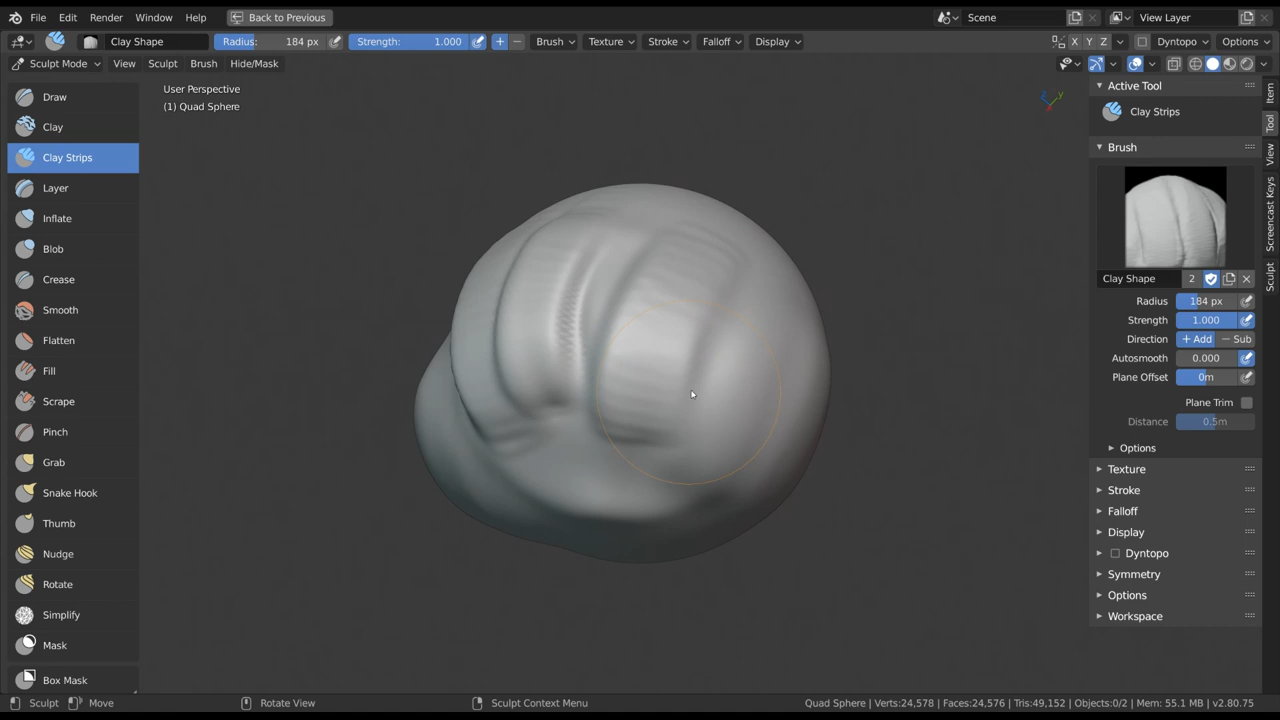 File Edit Render Window Help Back to Previous Scene View Layer
Clay Shape Radius: 184 px Strength: 1.000 Brush Texture Stroke Falloff Display X Y Z Dyntopo Options
Sculpt Mode View Sculpt Brush Hide/Mask
User Perspective
(1) Quad Sphere
Z Y X
Draw
Clay
Clay Strips
Layer
Inflate
Blob
Crease
Smooth
Flatten
Fill
Scrape
Pinch
Grab
Snake Hook
Thumb
Nudge
Rotate
Simplify
Mask
Box Mask
Active Tool
Clay Strips
Brush
Clay Shape 2
Radius 184 px
Strength 1.000
Direction + Add − Sub
Autosmooth 0.000
Plane Offset 0m
Plane Trim
Distance 0.5m
Options
Texture
Stroke
Falloff
Display
Dyntopo
Symmetry
Options
Workspace
Item
Tool
View
Screencast Keys
Sculpt
Sculpt Move Rotate View Sculpt Context Menu Quad Sphere | Verts:24,578 | Faces:24,576 | Tris:49,152 | Objects:0/2 | Mem: 55.1 MB | v2.80.75